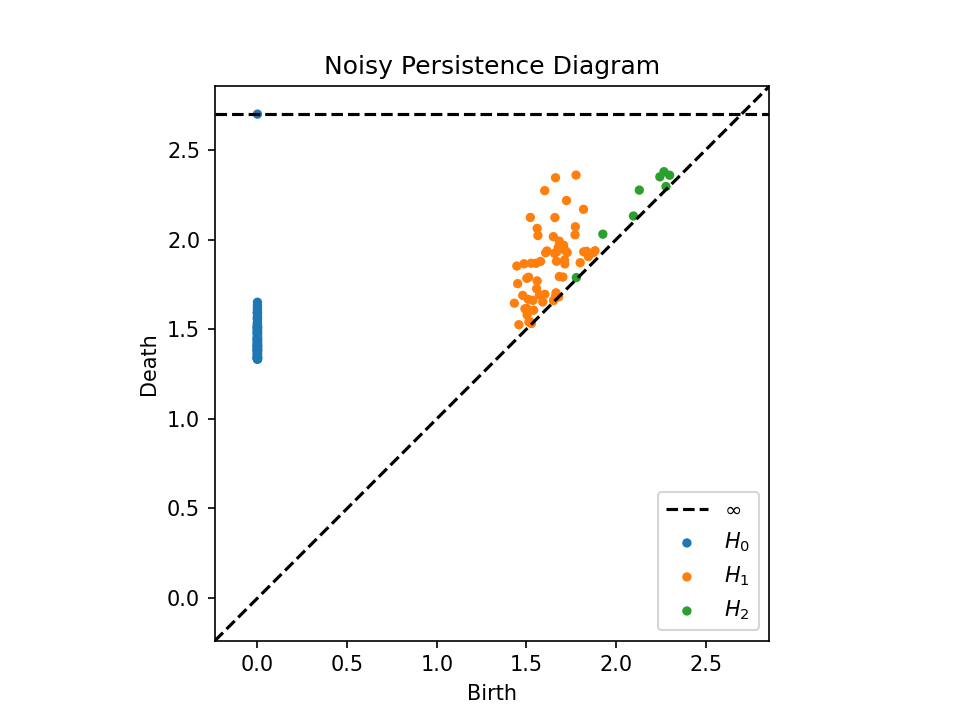 Noisy Persistence Diagram
Death
2.5
2.0
1.5
1.0
0.5
0.0
∞
H₀
H₁
H₂
0.0 0.5 1.0 1.5 2.0 2.5
Birth